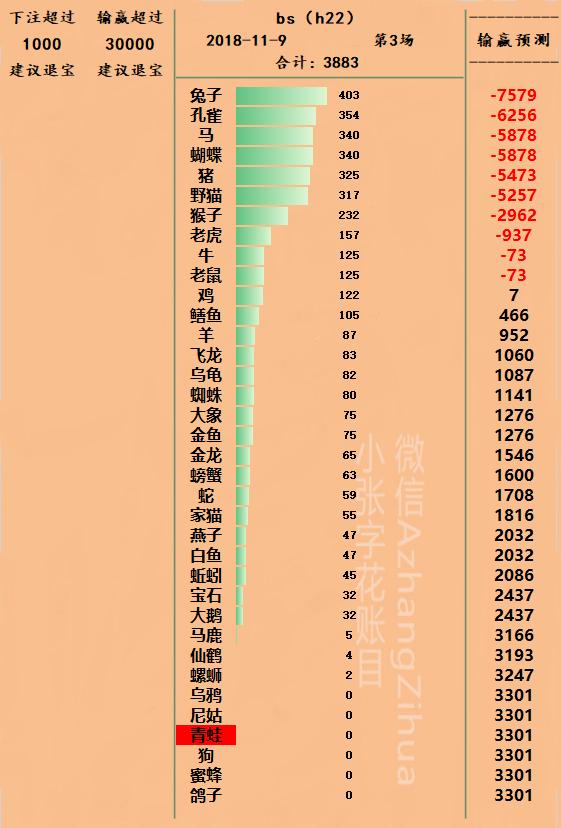 下注超过 输赢超过
1000 30000
建议退宝 建议退宝
bs（h22）
2018-11-9 第3场
合计：3883
-----------
输赢预测
-----------
兔子 403 -7579
孔雀 354 -6256
马 340 -5878
蝴蝶 340 -5878
猪 325 -5473
野猫 317 -5257
猴子 232 -2962
老虎 157 -937
牛 125 -73
老鼠 125 -73
鸡 122 7
鳝鱼 105 466
羊 87 952
飞龙 83 1060
乌龟 82 1087
蜘蛛 80 1141
大象 75 1276
金鱼 75 1276
金龙 65 1546
螃蟹 63 1600
蛇 59 1708
家猫 55 1816
燕子 47 2032
白鱼 47 2032
蚯蚓 45 2086
宝石 32 2437
大鹅 32 2437
马鹿 5 3166
仙鹤 4 3193
螺蛳 2 3247
乌鸦 0 3301
尼姑 0 3301
青蛙 0 3301
狗 0 3301
蜜蜂 0 3301
鸽子 0 3301
微信Azhangzihua
小张字花账目